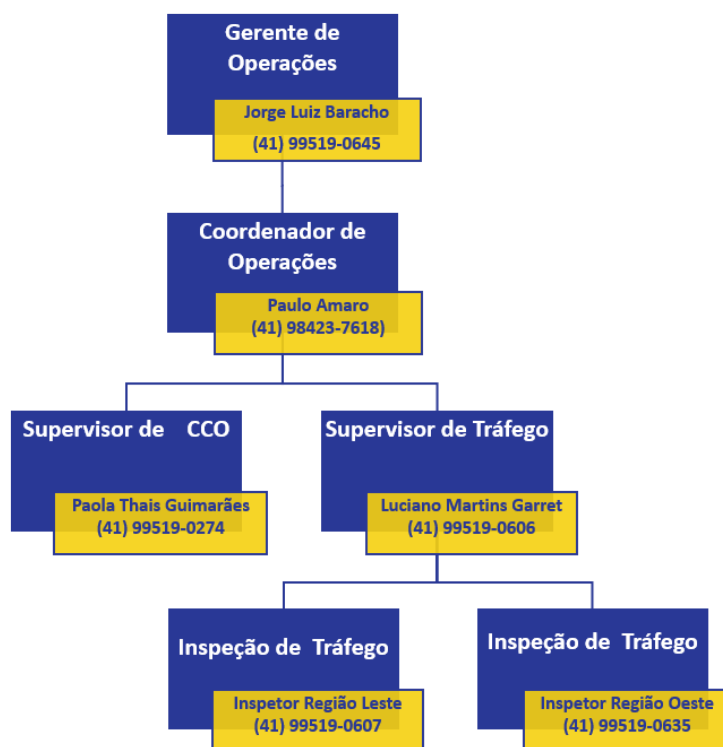 Gerente de
Operações
Jorge Luiz Baracho
(41) 99519-0645
Coordenador de
Operações
Paulo Amaro
(41) 98423-7618)
Supervisor de CCO
Paola Thais Guimarães
(41) 99519-0274
Supervisor de Tráfego
Luciano Martins Garret
(41) 99519-0606
Inspeção de Tráfego
Inspetor Região Leste
(41) 99519-0607
Inspeção de Tráfego
Inspetor Região Oeste
(41) 99519-0635